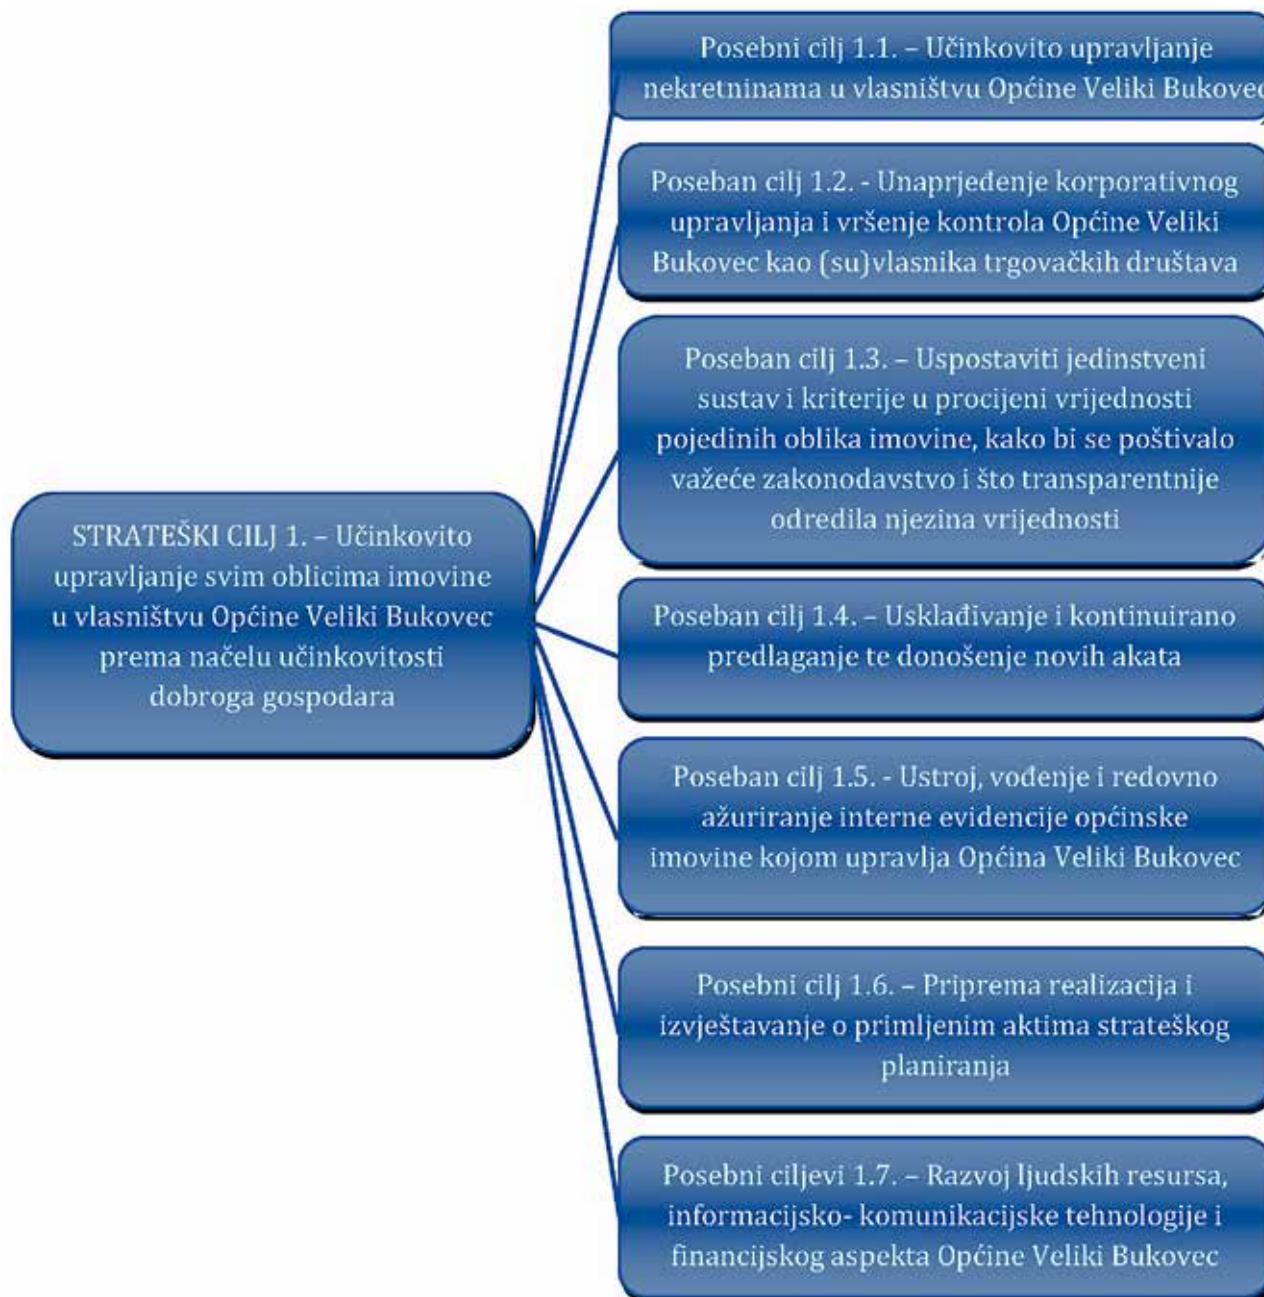 STRATEŠKI CILJ 1. – Učinkovito
upravljanje svim oblicima imovine
u vlasništvu Općine Veliki Bukovec
prema načelu učinkovitosti
dobroga gospodara
Posebni cilj 1.1. – Učinkovito upravljanje
nekretninama u vlasništvu Općine Veliki Bukovec
Poseban cilj 1.2. - Unaprjeđenje korporativnog
upravljanja i vršenje kontrola Općine Veliki
Bukovec kao (su)vlasnika trgovačkih društava
Poseban cilj 1.3. – Uspostaviti jedinstveni
sustav i kriterije u procijeni vrijednosti
pojedinih oblika imovine, kako bi se poštivalo
važeće zakonodavstvo i što transparentnije
odredila njezina vrijednosti
Poseban cilj 1.4. – Usklađivanje i kontinuirano
predlaganje te donošenje novih akata
Poseban cilj 1.5. - Ustroj, vođenje i redovno
ažuriranje interne evidencije općinske
imovine kojom upravlja Općina Veliki Bukovec
Posebni cilj 1.6. – Priprema realizacija i
izvještavanje o primljenim aktima strateškog
planiranja
Posebni ciljevi 1.7. – Razvoj ljudskih resursa,
informacijsko- komunikacijske tehnologije i
financijskog aspekta Općine Veliki Bukovec